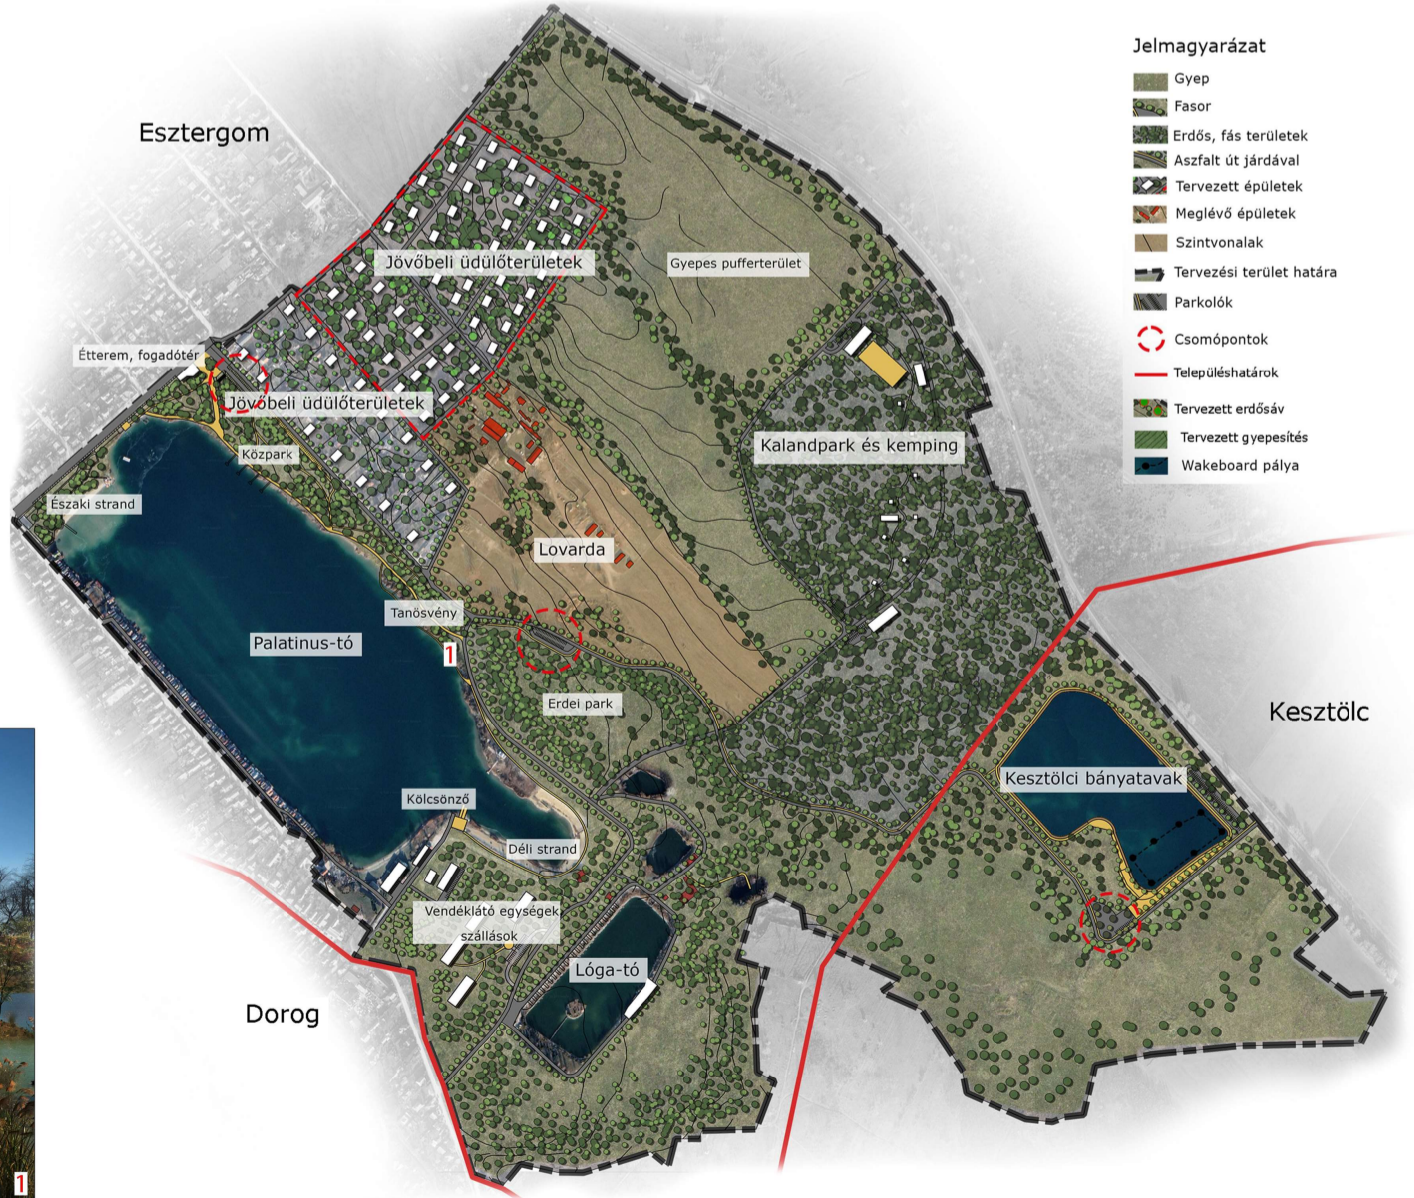 Jelmagyarázat
Gyep
Fasor
Erdős, fás területek
Aszfalt út járdával
Tervezett épületek
Meglévő épületek
Szintvonalak
Tervezési terület határa
Parkolók
Csomópontok
Településhatárok
Tervezett erdősáv
Tervezett gyepesítés
Wakeboard pálya
Esztergom
Jövőbeli üdülőterületek
Gyepes pufferterület
Étterem, fogadótér
Jövőbeli üdülőterületek
Közpark
Kalandpark és kemping
Északi strand
Lovarda
Tanösvény
Palatinus-tó
1
Erdei park
Kesztölc
Kesztölci bányatavak
Kölcsönző
Déli strand
Vendéklátó egységek
szállások
Lóga-tó
Dorog
1